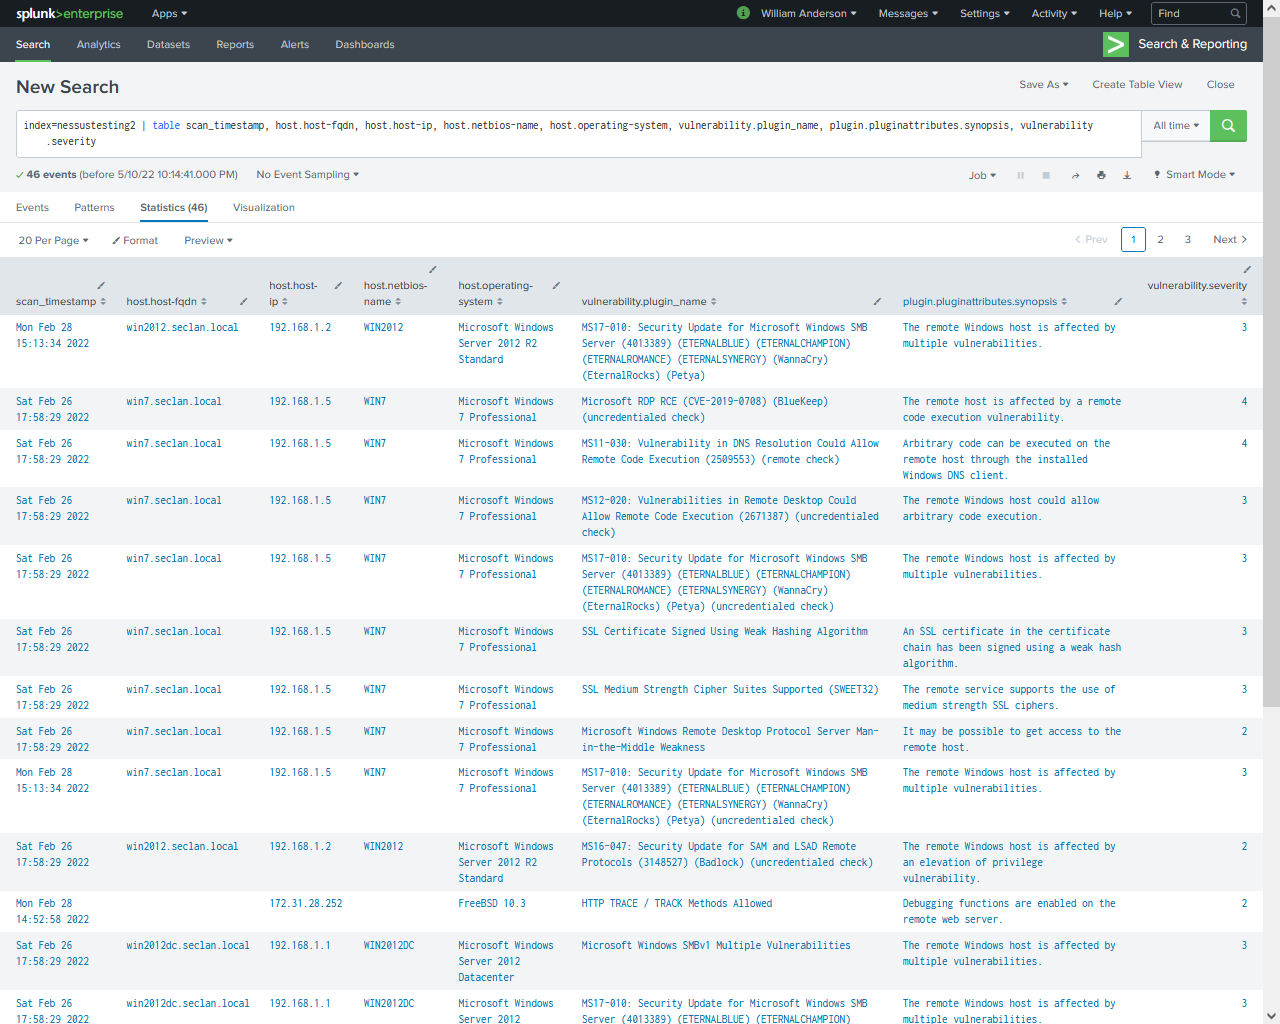 splunk>enterprise Apps William Anderson Messages Settings Activity Help Find
Search Analytics Datasets Reports Alerts Dashboards Search & Reporting
New Search Save As Create Table View Close
index=nessustesting2 | table scan_timestamp, host.host-fqdn, host.host-ip, host.netbios-name, host.operating-system, vulnerability.plugin_name, plugin.pluginattributes.synopsis, vulnerability
.severity
All time
46 events (before 5/10/22 10:14:41.000 PM) No Event Sampling Job Smart Mode
Events Patterns Statistics (46) Visualization
20 Per Page Format Preview < Prev 1 2 3 Next >
host.host- host.netbios- host.operating- vulnerability.severity
scan_timestamp host.host-fqdn ip name system vulnerability.plugin_name plugin.pluginattributes.synopsis
Mon Feb 28 win2012.seclan.local 192.168.1.2 WIN2012 Microsoft Windows MS17-010: Security Update for Microsoft Windows SMB The remote Windows host is affected by 3
15:13:34 2022 Server 2012 R2 Server (4013389) (ETERNALBLUE) (ETERNALCHAMPION) multiple vulnerabilities.
Standard (ETERNALROMANCE) (ETERNALSYNERGY) (WannaCry)
(EternalRocks) (Petya)
Sat Feb 26 win7.seclan.local 192.168.1.5 WIN7 Microsoft Windows Microsoft RDP RCE (CVE-2019-0708) (BlueKeep) The remote host is affected by a remote 4
17:58:29 2022 7 Professional (uncredentialed check) code execution vulnerability.
Sat Feb 26 win7.seclan.local 192.168.1.5 WIN7 Microsoft Windows MS11-030: Vulnerability in DNS Resolution Could Allow Arbitrary code can be executed on the 4
17:58:29 2022 7 Professional Remote Code Execution (2509553) (remote check) remote host through the installed
Windows DNS client.
Sat Feb 26 win7.seclan.local 192.168.1.5 WIN7 Microsoft Windows MS12-020: Vulnerabilities in Remote Desktop Could The remote Windows host could allow 3
17:58:29 2022 7 Professional Allow Remote Code Execution (2671387) (uncredentialed arbitrary code execution.
check)
Sat Feb 26 win7.seclan.local 192.168.1.5 WIN7 Microsoft Windows MS17-010: Security Update for Microsoft Windows SMB The remote Windows host is affected by 3
17:58:29 2022 7 Professional Server (4013389) (ETERNALBLUE) (ETERNALCHAMPION) multiple vulnerabilities.
(ETERNALROMANCE) (ETERNALSYNERGY) (WannaCry)
(EternalRocks) (Petya) (uncredentialed check)
Sat Feb 26 win7.seclan.local 192.168.1.5 WIN7 Microsoft Windows SSL Certificate Signed Using Weak Hashing Algorithm An SSL certificate in the certificate 3
17:58:29 2022 7 Professional chain has been signed using a weak hash
algorithm.
Sat Feb 26 win7.seclan.local 192.168.1.5 WIN7 Microsoft Windows SSL Medium Strength Cipher Suites Supported (SWEET32) The remote service supports the use of 3
17:58:29 2022 7 Professional medium strength SSL ciphers.
Sat Feb 26 win7.seclan.local 192.168.1.5 WIN7 Microsoft Windows Microsoft Windows Remote Desktop Protocol Server Man- It may be possible to get access to the 2
17:58:29 2022 7 Professional in-the-Middle Weakness remote host.
Mon Feb 28 win7.seclan.local 192.168.1.5 WIN7 Microsoft Windows MS17-010: Security Update for Microsoft Windows SMB The remote Windows host is affected by 3
15:13:34 2022 7 Professional Server (4013389) (ETERNALBLUE) (ETERNALCHAMPION) multiple vulnerabilities.
(ETERNALROMANCE) (ETERNALSYNERGY) (WannaCry)
(EternalRocks) (Petya) (uncredentialed check)
Sat Feb 26 win2012.seclan.local 192.168.1.2 WIN2012 Microsoft Windows MS16-047: Security Update for SAM and LSAD Remote The remote Windows host is affected by 2
17:58:29 2022 Server 2012 R2 Protocols (3148527) (Badlock) (uncredentialed check) an elevation of privilege
Standard vulnerability.
Mon Feb 28 172.31.28.252 FreeBSD 10.3 HTTP TRACE / TRACK Methods Allowed Debugging functions are enabled on the 2
14:52:58 2022 remote web server.
Sat Feb 26 win2012dc.seclan.local 192.168.1.1 WIN2012DC Microsoft Windows Microsoft Windows SMBv1 Multiple Vulnerabilities The remote Windows host is affected by 3
17:58:29 2022 Server 2012 multiple vulnerabilities.
Datacenter
Sat Feb 26 win2012dc.seclan.local 192.168.1.1 WIN2012DC Microsoft Windows MS17-010: Security Update for Microsoft Windows SMB The remote Windows host is affected by 3
17:58:29 2022 Server 2012 Server (4013389) (ETERNALBLUE) (ETERNALCHAMPION) multiple vulnerabilities.